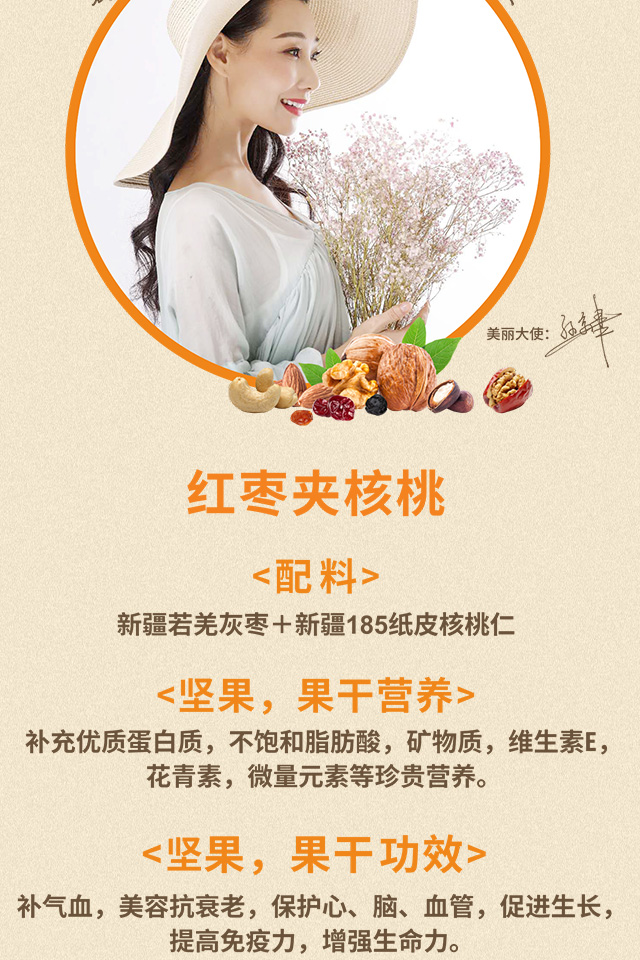 美丽大使：
红枣夹核桃
<配料>
新疆若羌灰枣＋新疆185纸皮核桃仁
<坚果，果干营养>
补充优质蛋白质，不饱和脂肪酸，矿物质，维生素E，
花青素，微量元素等珍贵营养。
<坚果，果干功效>
补气血，美容抗衰老，保护心、脑、血管，促进生长，
提高免疫力，增强生命力。